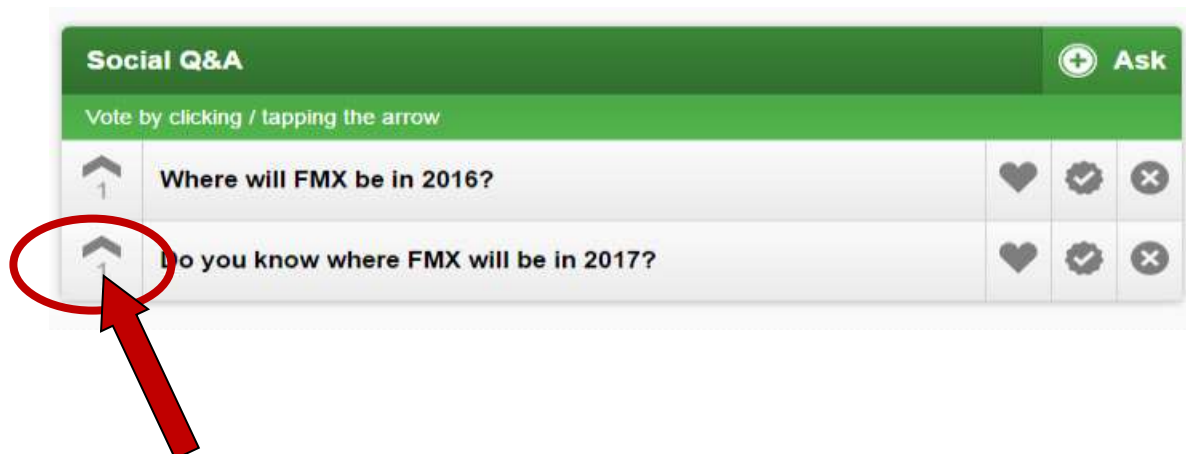 Social Q&A
Ask
Vote by clicking / tapping the arrow
1
Where will FMX be in 2016?
1
Do you know where FMX will be in 2017?